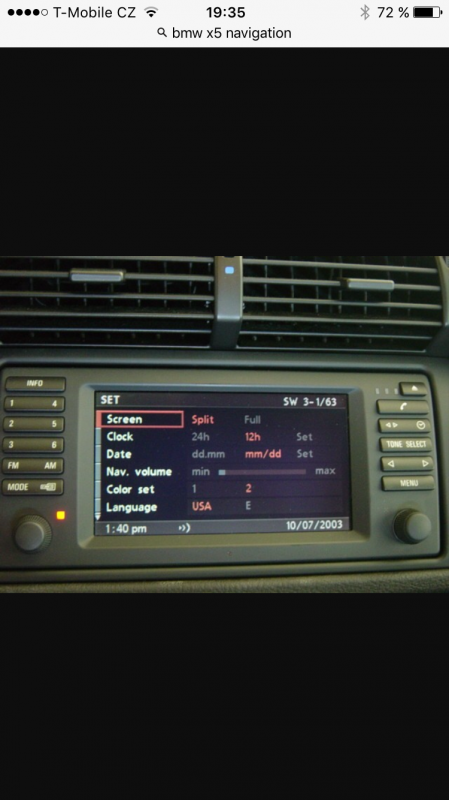 T-Mobile CZ 19:35 72 %
bmw x5 navigation
INFO
1 4
2 5
3 6
FM AM
MODE
SET SW 3-1/63
Screen Split Full
Clock 24h 12h Set
Date dd.mm mm/dd Set
Nav. volume min max
Color set 1 2
Language USA E
1:40 pm 10/07/2003
TONE SELECT
MENU